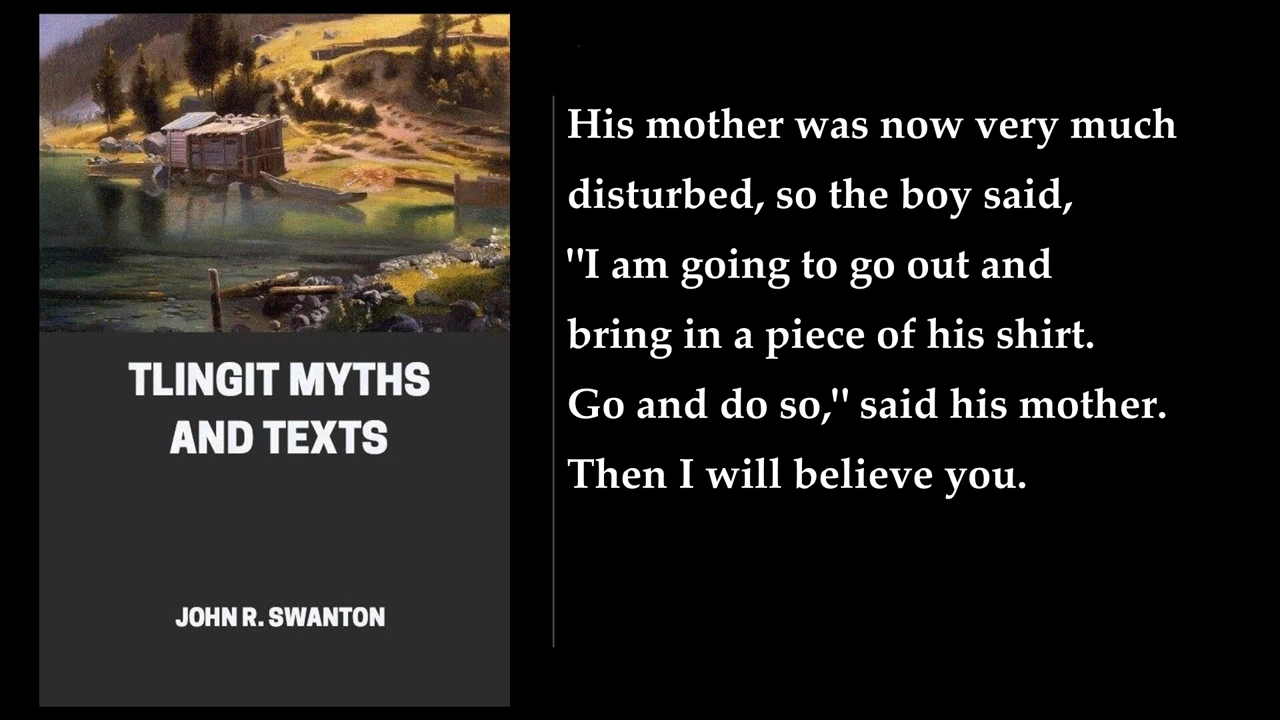 TLINGIT MYTHS
AND TEXTS
JOHN R. SWANTON
His mother was now very much
disturbed, so the boy said,
"I am going to go out and
bring in a piece of his shirt.
Go and do so," said his mother.
Then I will believe you.